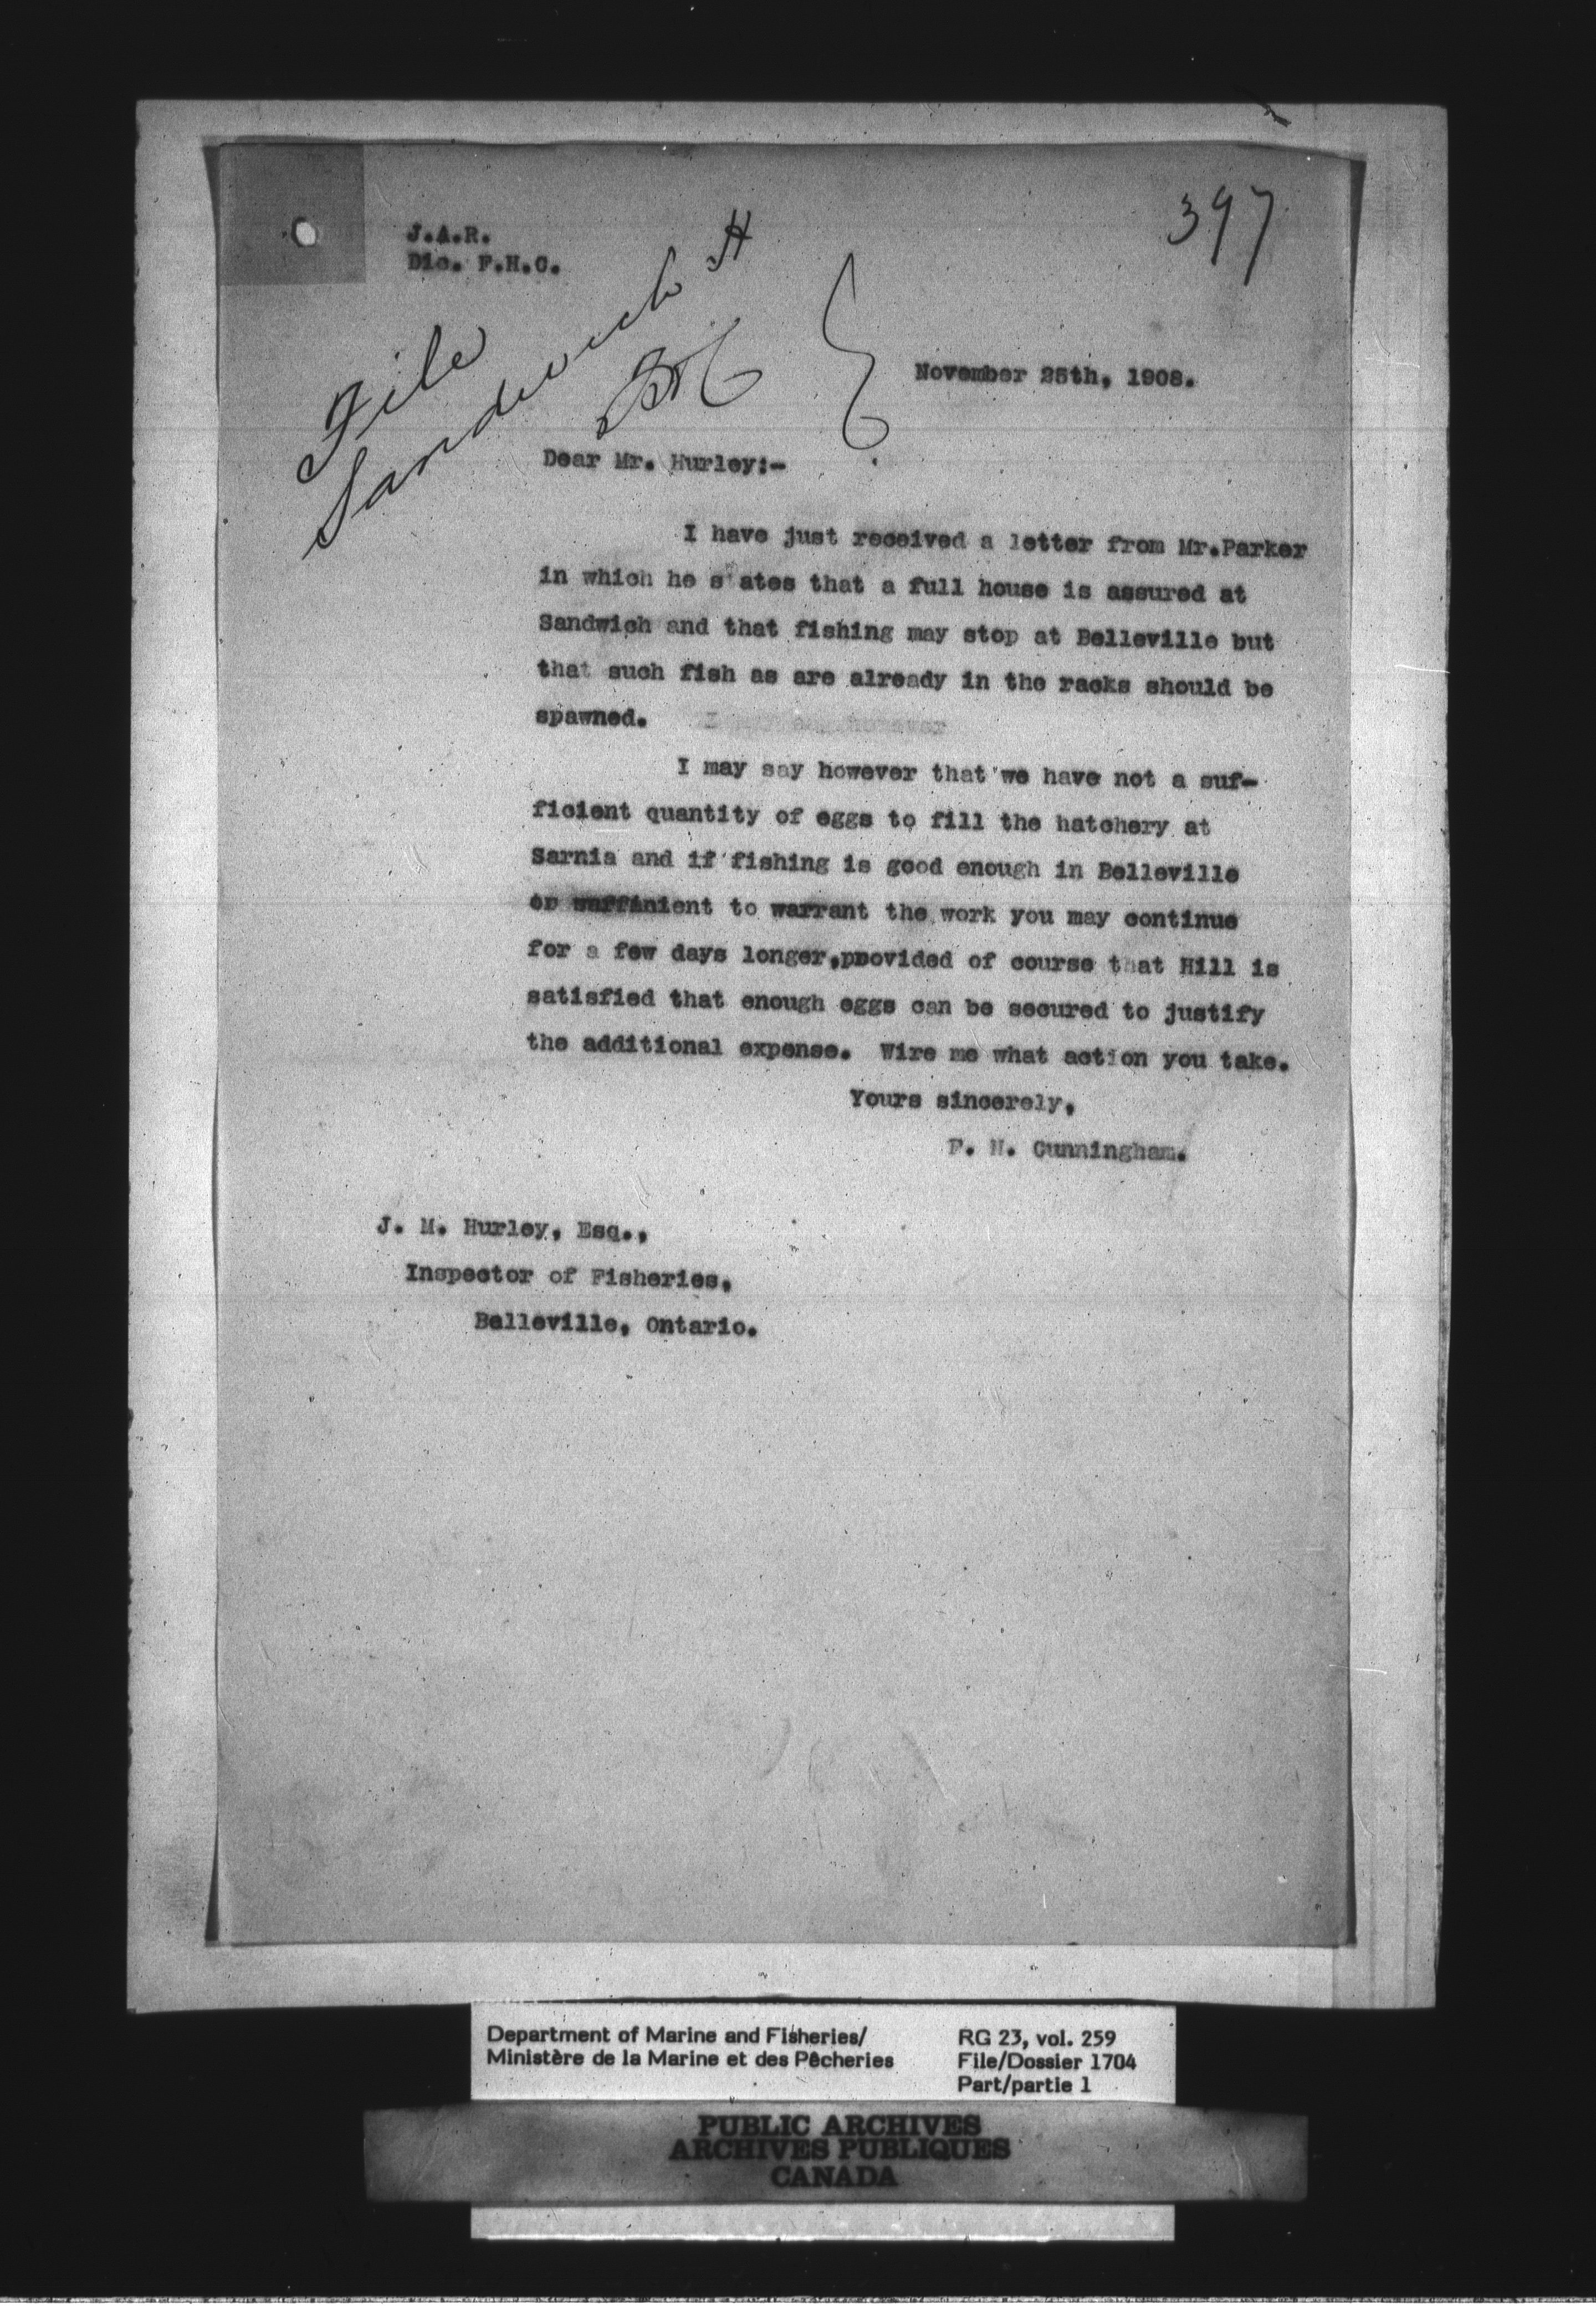 397
J.A.R.
Dic. F.H.C.
File
Sandwich H
November 25th, 1908.
Dear Mr. Hurley:-
I have just received a letter from Mr.Parker
in which he s ates that a full house is assured at
Sandwich and that fishing may stop at Belleville but
that such fish as are already in the racks should be
spawned.
I may say however that we have not a suf-
ficient quantity of eggs to fill the hatchery at
Sarnia and if fishing is good enough in Belleville
to warrant the work you may continue
for a few days longer,provided of course that Hill is
satisfied that enough eggs can be secured to justify
the additional expense. Wire me what action you take.
Yours sincerely,
F. H. Cunningham.
J. M. Hurley, Esq.,
Inspector of Fisheries,
Belleville, Ontario.
Department of Marine and Fisheries/
Ministère de la Marine et des Pêcheries
RG 23, vol. 259
File/Dossier 1704
Part/partie 1
PUBLIC ARCHIVES
ARCHIVES PUBLIQUES
CANADA